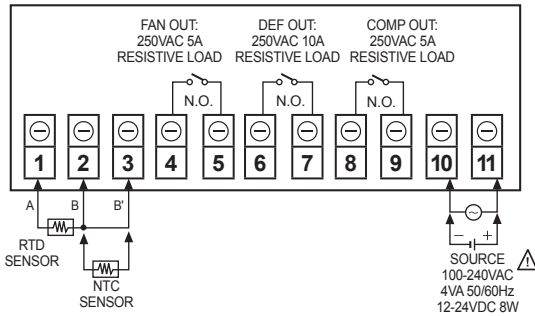 FAN OUT:
250VAC 5A
RESISTIVE LOAD
DEF OUT:
250VAC 10A
RESISTIVE LOAD
COMP OUT:
250VAC 5A
RESISTIVE LOAD
N.O.
N.O.
N.O.
1 2 3 4 5 6 7 8 9 10 11
A B B'
RTD
SENSOR
NTC
SENSOR
− +
SOURCE
100-240VAC
4VA 50/60Hz
12-24VDC 8W